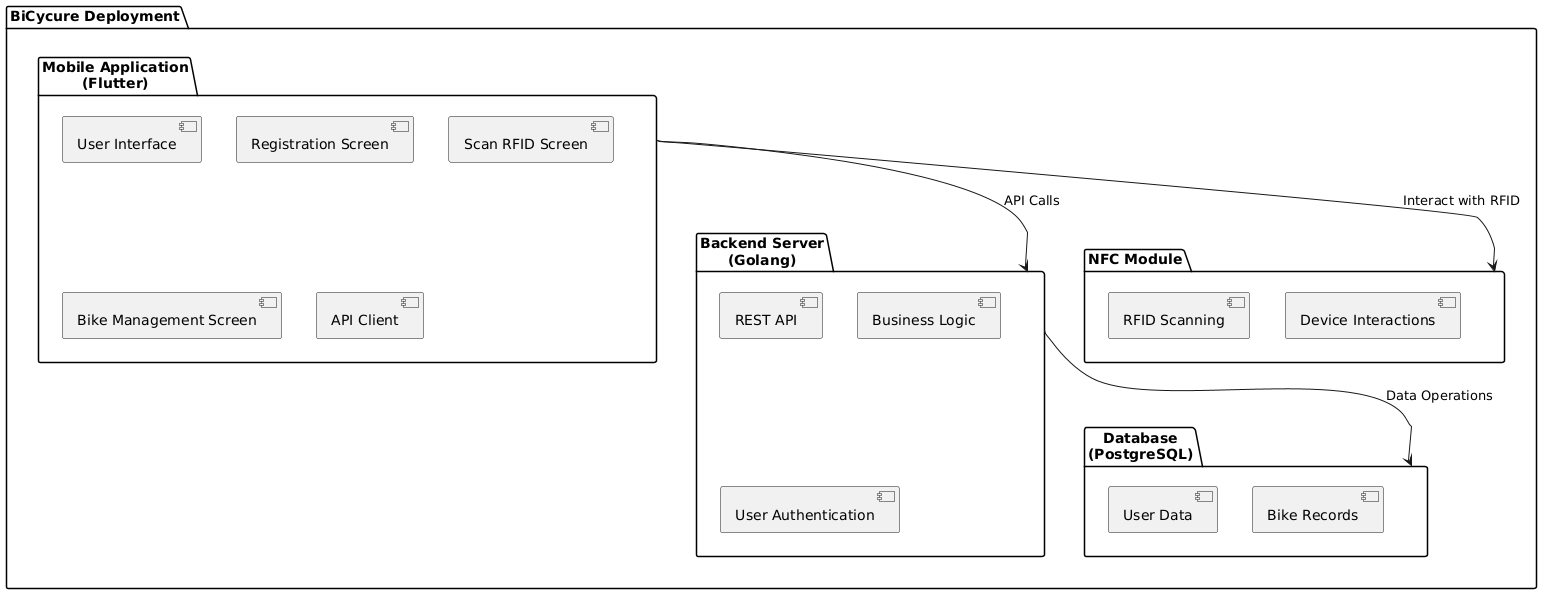 BiCycure Deployment
Mobile Application
(Flutter)
User Interface
Registration Screen
Scan RFID Screen
Bike Management Screen
API Client
API Calls
Interact with RFID
Backend Server
(Golang)
REST API
Business Logic
User Authentication
NFC Module
RFID Scanning
Device Interactions
Data Operations
Database
(PostgreSQL)
User Data
Bike Records